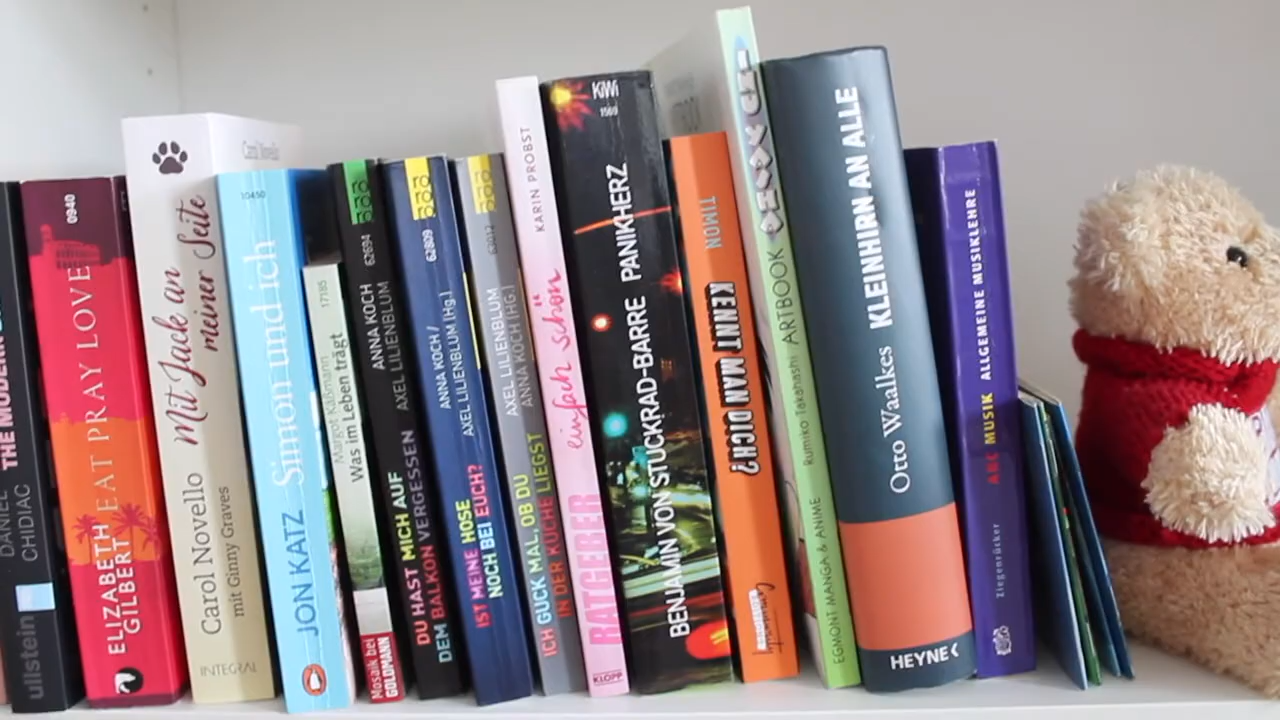 THE MODERN
DANIEL
CHIDIAC
ullstein
0940
EAT PRAY LOVE
ELIZABETH
GILBERT
Carol Novello
Mit Jack an
meiner Seite
Carol Novello
mit Ginny Graves
INTEGRAL
10450
Simon und ich
JON KATZ
17185
Margot Käßmann
Was im Leben trägt
Mosaik bei
GOLDMANN
62694
ANNA KOCH
AXEL LILIENBLUM
DU HAST MICH AUF
DEM BALKON VERGESSEN
62809
ANNA KOCH/
AXEL LILIENBLUM (Hg.)
IST MEINE HOSE
NOCH BEI EUCH?
AXEL LILIENBLUM
ANNA KOCH (HG.)
ICH GUCK MAL, OB DU
IN DER KÜCHE LIEGST
KARIN PROBST
einfach schön
RATGEBER
KLOPP
KiWi
1569
BENJAMIN VON STUCKRAD-BARRE PANIKHERZ
TIMON
KENNT MAN DICH?
INU YASHA
Rumiko Takahashi ARTBOOK
EGMONT MANGA & ANIME
Otto Waalkes KLEINHIRN AN ALLE
HEYNE
ABC MUSIK ALLGEMEINE MUSIKLEHRE
Ziegenrücker